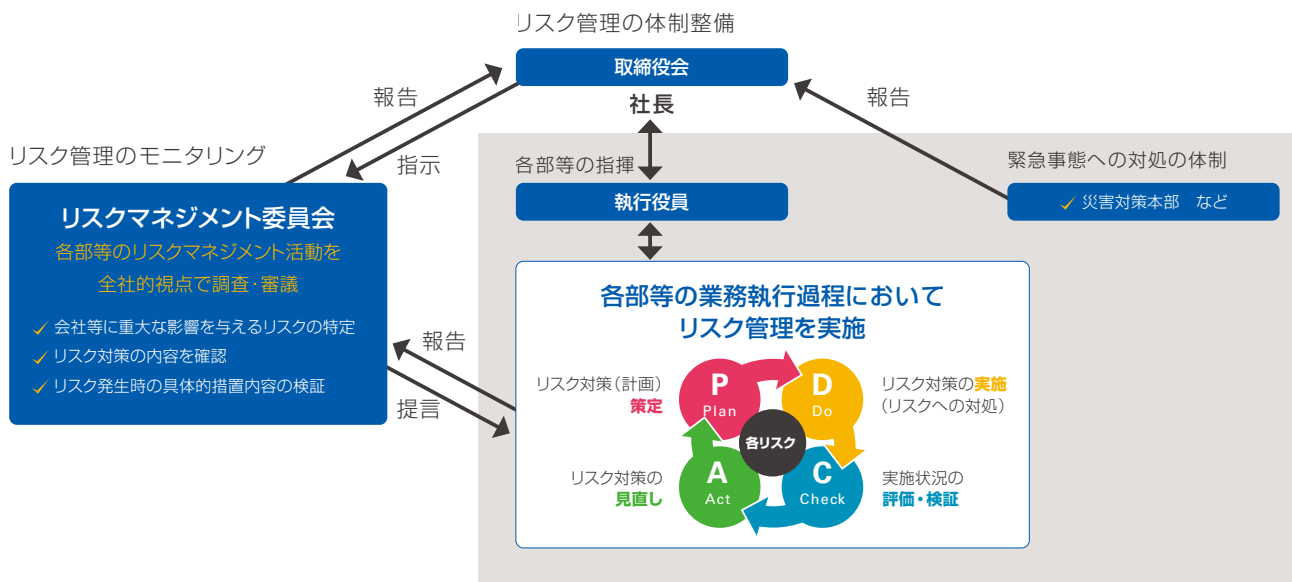 リスク管理の体制整備
取締役会
社長
報告
指示
報告
リスク管理のモニタリング
リスクマネジメント委員会
各部等のリスクマネジメント活動を
全社的視点で調査・審議
会社等に重大な影響を与えるリスクの特定
リスク対策の内容を確認
リスク発生時の具体的措置内容の検証
各部等の指揮
執行役員
緊急事態への対処の体制
災害対策本部 など
報告
提言
各部等の業務執行過程において
リスク管理を実施
リスク対策(計画)
策定
P
Plan
D
Do
リスク対策の実施
(リスクへの対処)
各リスク
リスク対策の
見直し
A
Act
C
Check
実施状況の
評価・検証